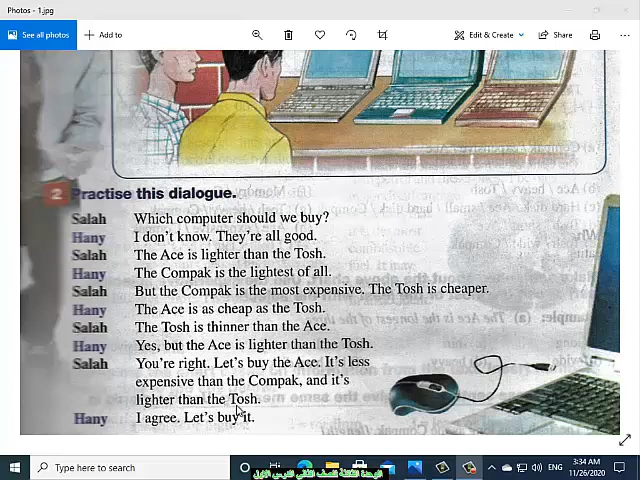 Photos - 1.jpg
See all photos
Add to
Edit & Create
Share
2 Practise this dialogue.
Salah Which computer should we buy?
Hany I don't know. They're all good.
Salah The Ace is lighter than the Tosh.
Hany The Compak is the lightest of all.
Salah But the Compak is the most expensive. The Tosh is cheaper.
Hany The Ace is as cheap as the Tosh.
Salah The Tosh is thinner than the Ace.
Hany Yes, but the Ace is lighter than the Tosh.
Salah You're right. Let's buy the Ace. It's less
expensive than the Compak, and it's
lighter than the Tosh.
Hany I agree. Let's buy it.
Type here to search
الوحدة الثالثة للصف الثاني الدرس الاول
ENG
3:34 AM
11/26/2020